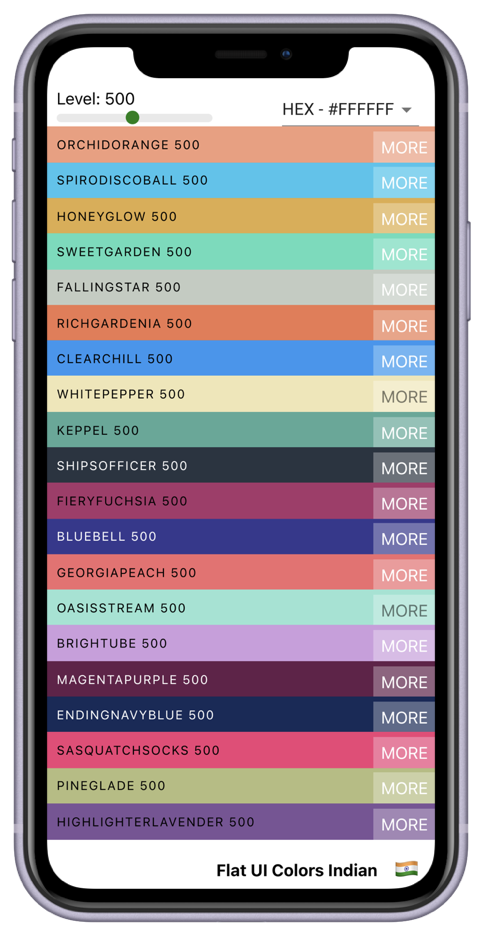 Level: 500
HEX - #FFFFFF
ORCHIDORANGE 500 MORE
SPIRODISCOBALL 500 MORE
HONEYGLOW 500 MORE
SWEETGARDEN 500 MORE
FALLINGSTAR 500 MORE
RICHGARDENIA 500 MORE
CLEARCHILL 500 MORE
WHITEPEPPER 500 MORE
KEPPEL 500 MORE
SHIPSOFFICER 500 MORE
FIERYFUCHSIA 500 MORE
BLUEBELL 500 MORE
GEORGIAPEACH 500 MORE
OASISSTREAM 500 MORE
BRIGHTUBE 500 MORE
MAGENTAPURPLE 500 MORE
ENDINGNAVYBLUE 500 MORE
SASQUATCHSOCKS 500 MORE
PINEGLADE 500 MORE
HIGHLIGHTERLAVENDER 500 MORE
Flat UI Colors Indian 🇮🇳